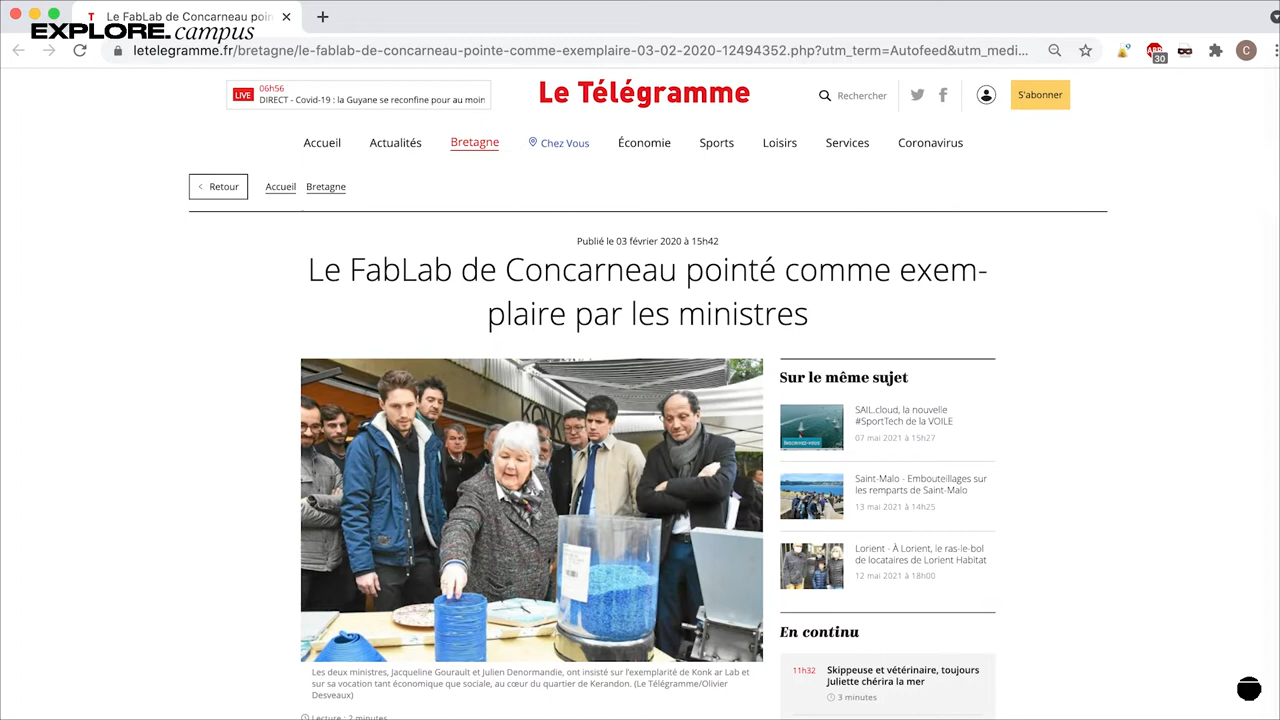 Le FabLab de Concarneau poin
EXPLORE.campus
letelegramme.fr/bretagne/le-fablab-de-concarneau-pointe-comme-exemplaire-03-02-2020-12494352.php?utm_term=Autofeed&utm_medi...
ABP
30
C
LIVE
06h56
DIRECT - Covid-19 : la Guyane se reconfine pour au moin
Le Télégramme
Rechercher
S'abonner
Accueil Actualités Bretagne Chez Vous Économie Sports Loisirs Services Coronavirus
< Retour Accueil Bretagne
Publié le 03 février 2020 à 15h42
Le FabLab de Concarneau pointé comme exem-
plaire par les ministres
KONK
Les deux ministres, Jacqueline Gourault et Julien Denormandie, ont insisté sur l'exemplarité de Konk ar Lab et
sur sa vocation tant économique que sociale, au cœur du quartier de Kerandon. (Le Télégramme/Olivier
Desveaux)
Lecture : 2 minutes
Sur le même sujet
INSCRIVEZ-VOUS
SAIL.cloud, la nouvelle
#SportTech de la VOILE
07 mai 2021 à 15h27
Saint-Malo - Embouteillages sur
les remparts de Saint-Malo
13 mai 2021 à 14h25
Lorient - À Lorient, le ras-le-bol
de locataires de Lorient Habitat
12 mai 2021 à 18h00
En continu
11h32 Skippeuse et vétérinaire, toujours
Juliette chérira la mer
3 minutes